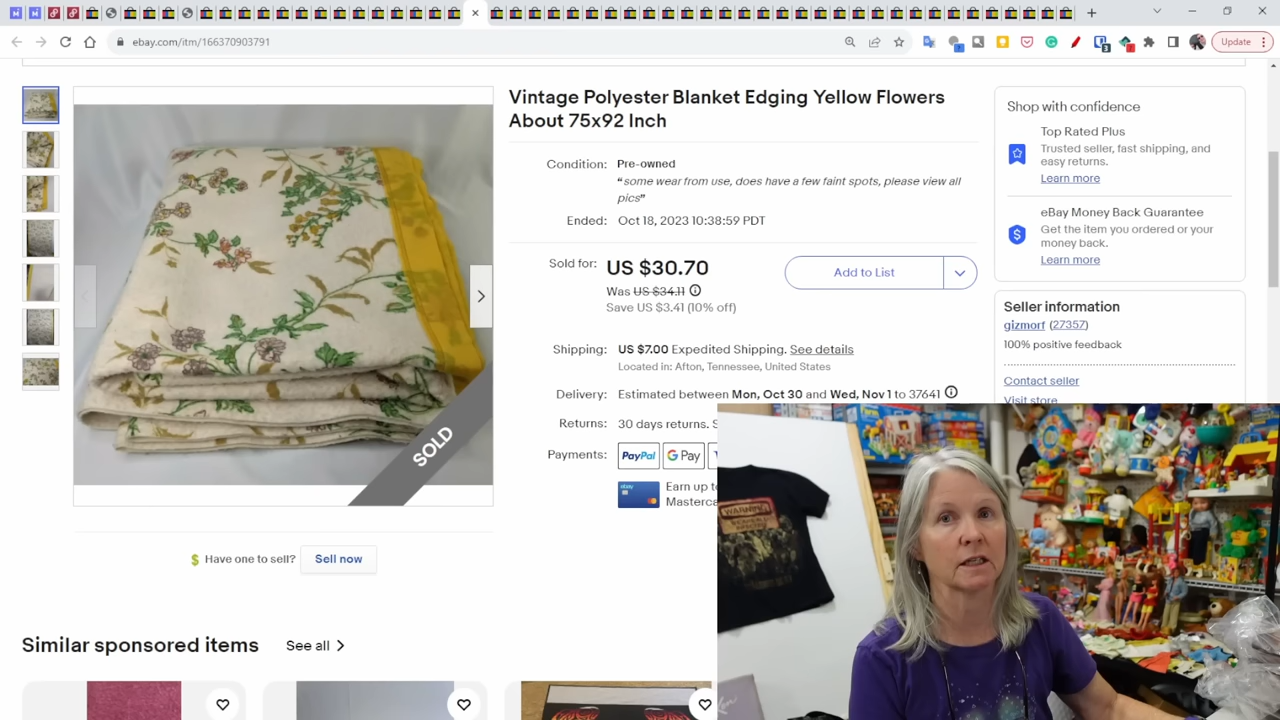 Update
ebay.com/itm/166370903791
Vintage Polyester Blanket Edging Yellow Flowers
About 75x92 Inch
Condition: Pre-owned
“some wear from use, does have a few faint spots, please view all
pics”
Ended: Oct 18, 2023 10:38:59 PDT
Sold for: US $30.70
Was US $34.11
Save US $3.41 (10% off)
Add to List
Shipping: US $7.00 Expedited Shipping. See details
Located in: Afton, Tennessee, United States
Delivery: Estimated between Mon, Oct 30 and Wed, Nov 1 to 37641
Returns: 30 days returns. S
Payments: PayPal G Pay
ebay Earn up to
Masterca
SOLD
Have one to sell? Sell now
Similar sponsored items See all
Shop with confidence
Top Rated Plus
Trusted seller, fast shipping, and
easy returns.
Learn more
eBay Money Back Guarantee
Get the item you ordered or your
money back.
Learn more
Seller information
gizmorf (27357)
100% positive feedback
Contact seller
Visit store
WARNING